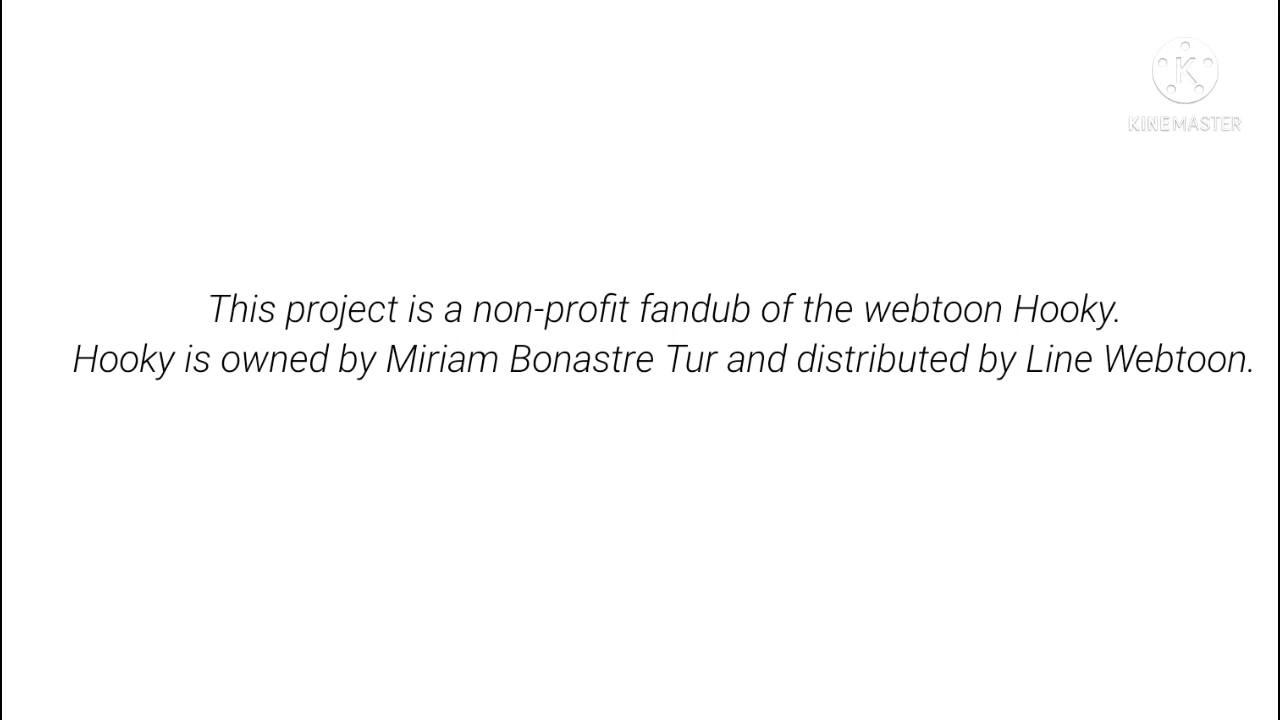 K
KINEMASTER
This project is a non-profit fandub of the webtoon Hooky.
Hooky is owned by Miriam Bonastre Tur and distributed by Line Webtoon.